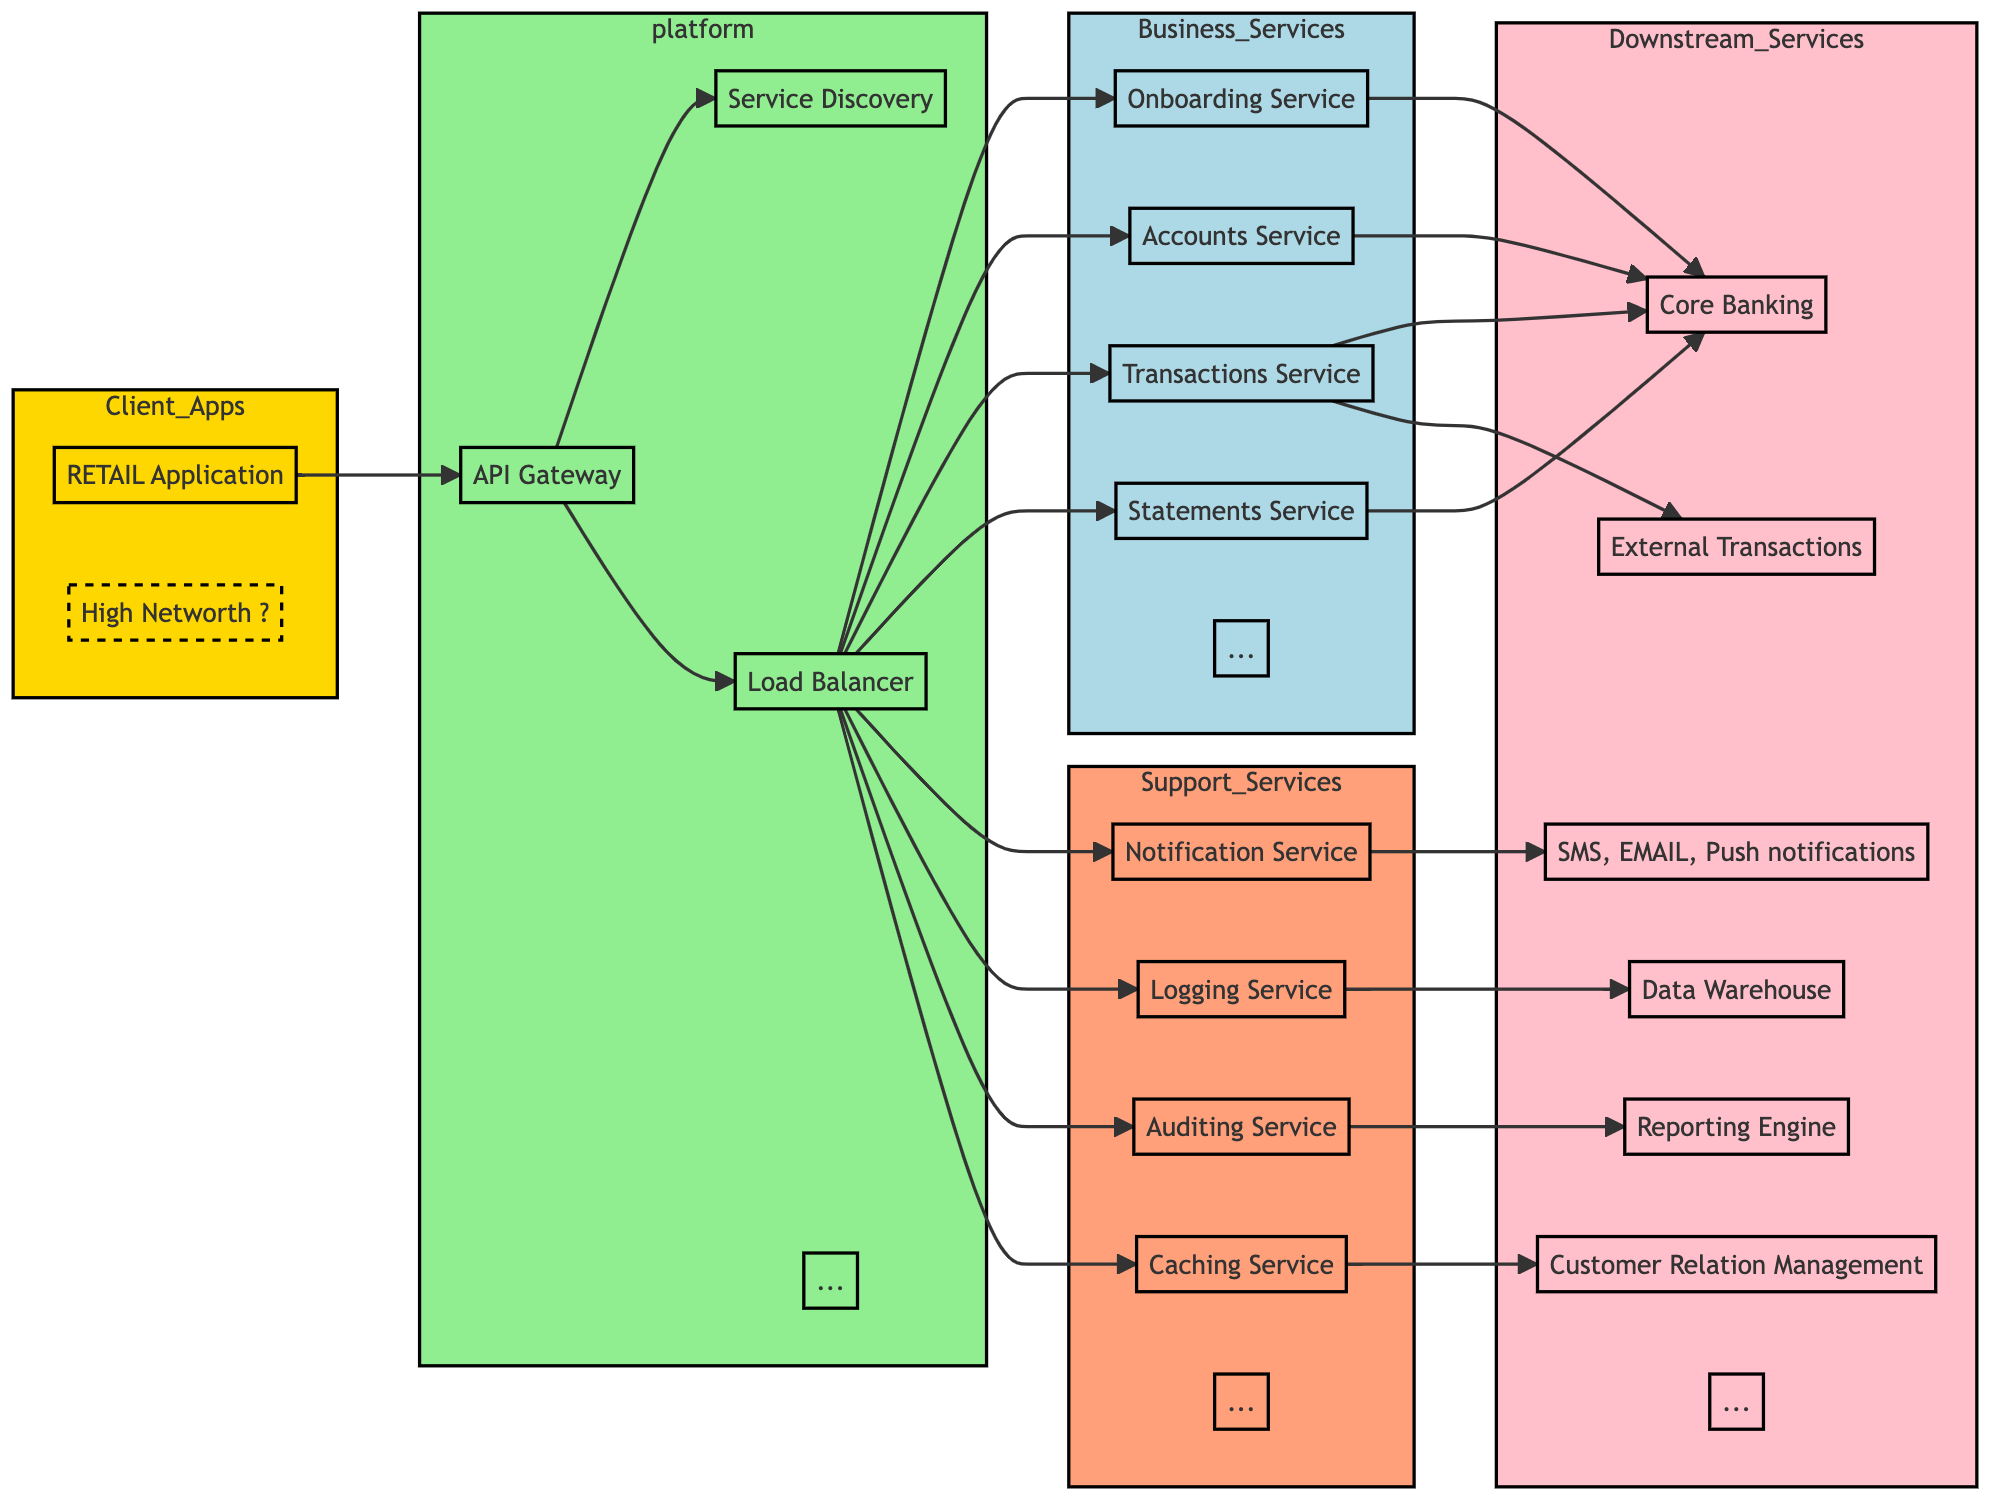 Client_Apps
RETAIL Application
High Networth ?
platform
Service Discovery
API Gateway
Load Balancer
...
Business_Services
Onboarding Service
Accounts Service
Transactions Service
Statements Service
...
Support_Services
Notification Service
Logging Service
Auditing Service
Caching Service
...
Downstream_Services
Core Banking
External Transactions
SMS, EMAIL, Push notifications
Data Warehouse
Reporting Engine
Customer Relation Management
...